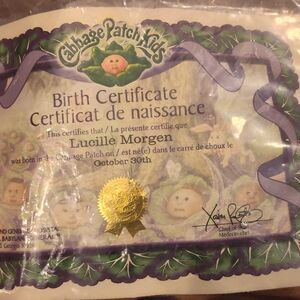 Cabbage Patch Kids
Birth Certificate
Certificat de naissance
This certifies that / La présente certifie que
Lucille Morgen
was born in the Cabbage Patch on / est né(e) dans le carré de choux le
October 30th